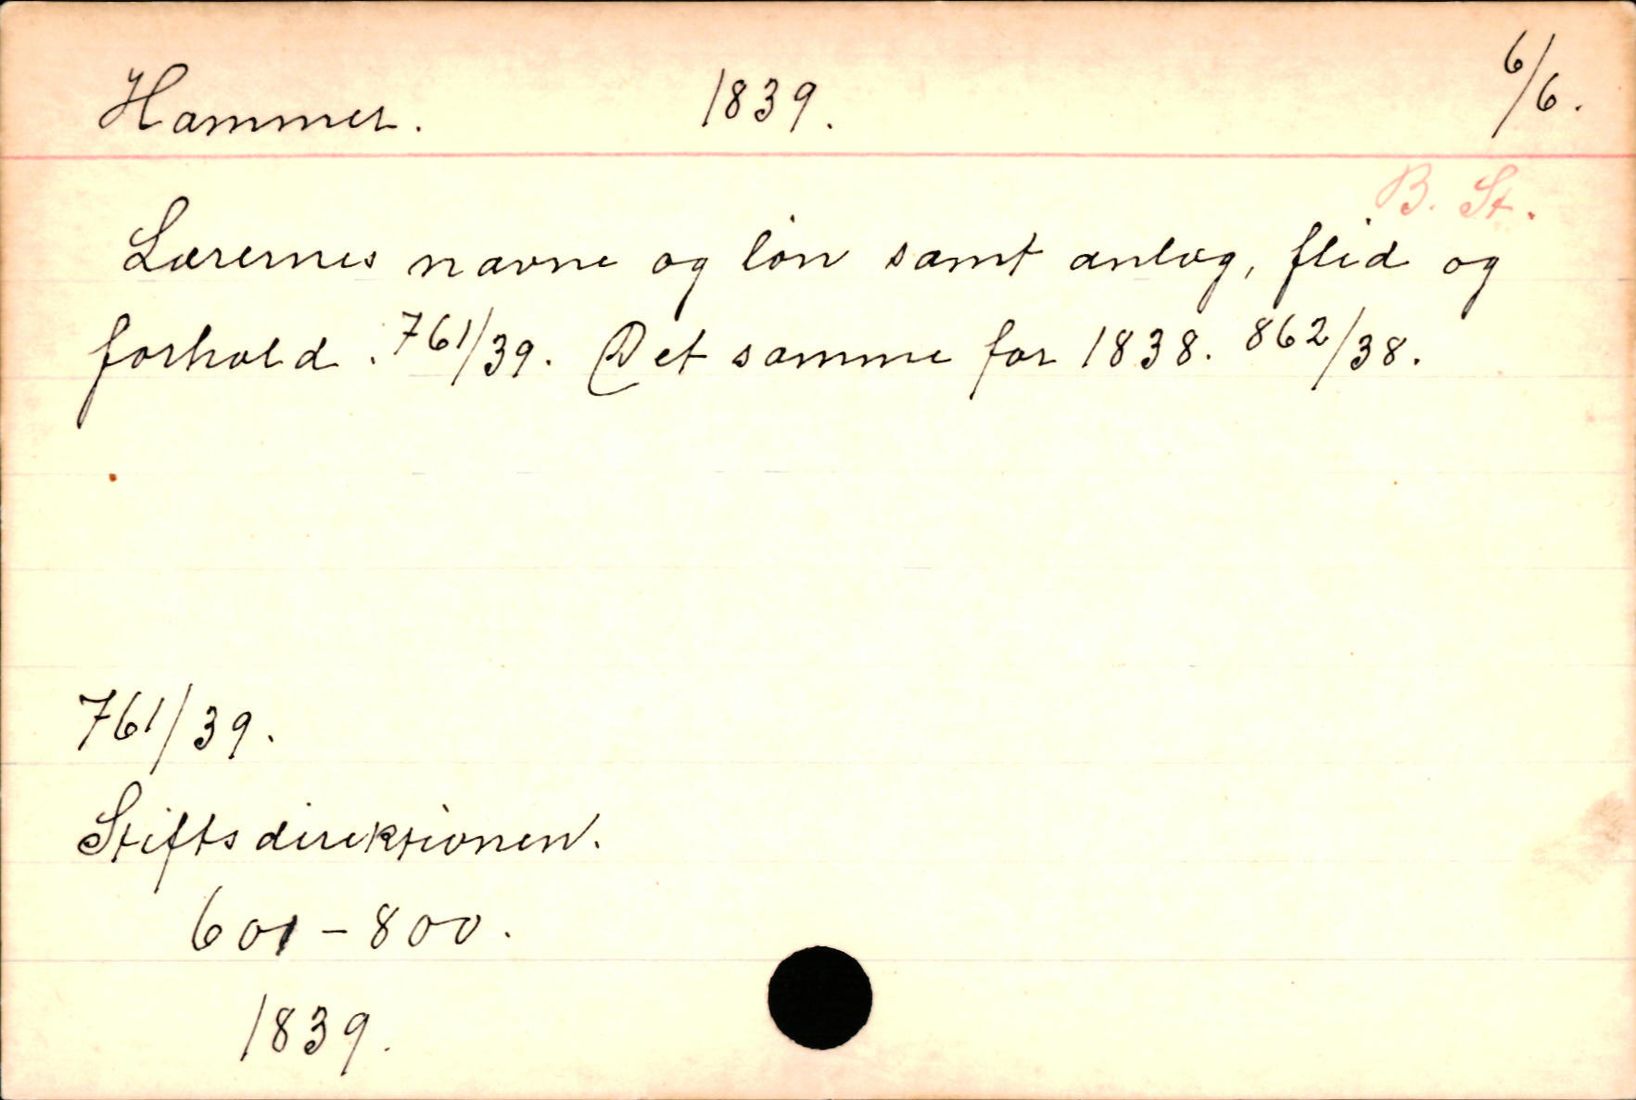 Hammer. 1839. 6/6.
B. St.
Lærernes navne og løn samt anlæg, flid og
forhold. 761/39. Det samme for 1838. 862/38.
761/39.
Stiftsdirektionen.
601-800.
1839.